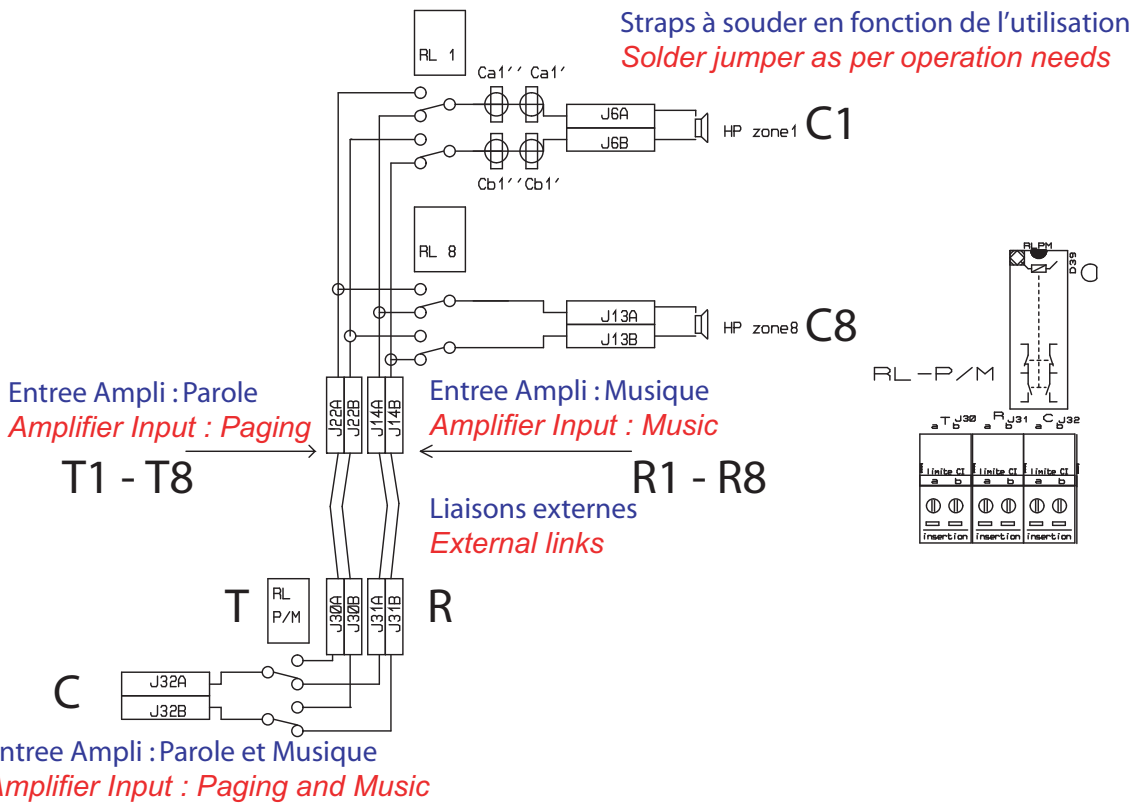 Straps à souder en fonction de l'utilisation
Solder jumper as per operation needs
RL 1
Ca1'' Ca1'
J6A
J6B
HP zone1 C1
Cb1'' Cb1'
RL 8
J13A
J13B
HP zone8 C8
RLPM
D39
RL-P/M
Entree Ampli : Parole
Amplifier Input : Paging
T1 - T8
J22A
J22B
J14A
J14B
Entree Ampli : Musique
Amplifier Input : Music
R1 - R8
T J30 R J31 C J32
a b a b a b
limite CI limite CI limite CI
a b a b a b
insertion insertion insertion
Liaisons externes
External links
T
RL
P/M
J30A
J30B
J31A
J31B
R
C
J32A
J32B
ntree Ampli : Parole et Musique
Amplifier Input : Paging and Music